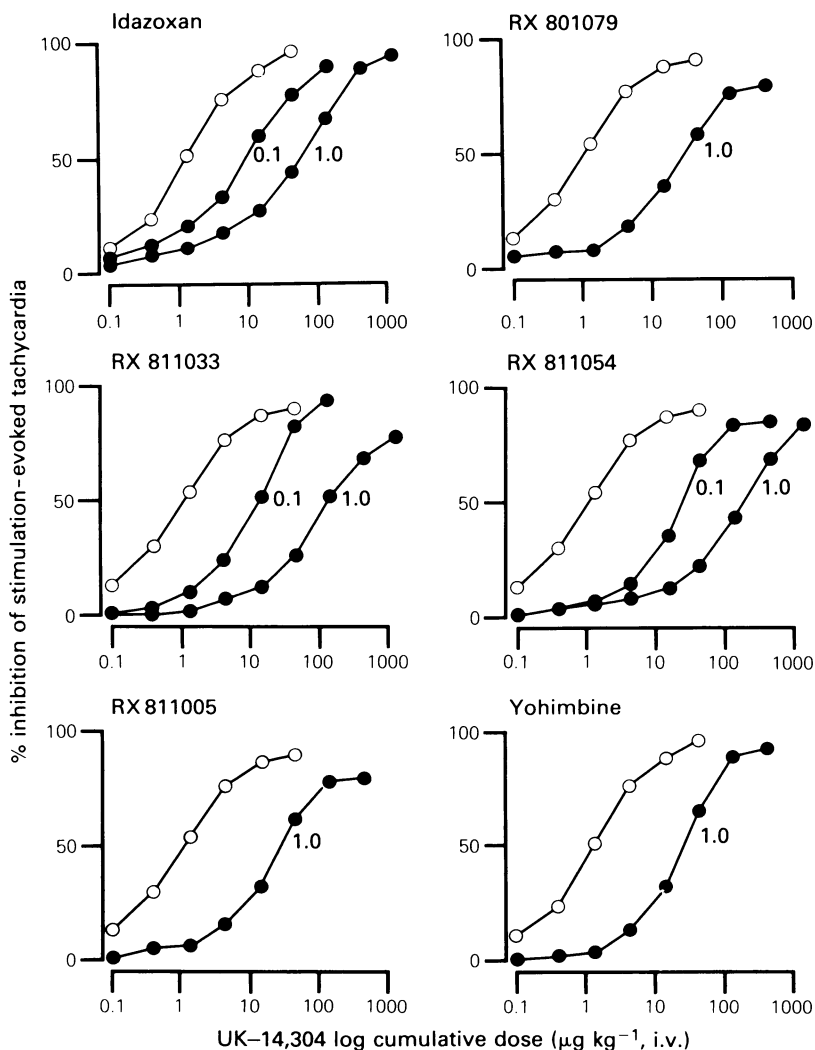 Idazoxan
RX 801079
100
50
0
0.1
1.0
0.1 1 10 100 1000
100
50
0
1.0
0.1 1 10 100 1000
RX 811033
RX 811054
100
50
0
0.1
1.0
0.1 1 10 100 1000
100
50
0
0.1
1.0
0.1 1 10 100 1000
RX 811005
Yohimbine
100
50
0
1.0
0.1 1 10 100 1000
100
50
0
1.0
0.1 1 10 100 1000
% inhibition of stimulation-evoked tachycardia
UK–14,304 log cumulative dose (μg kg⁻¹, i.v.)